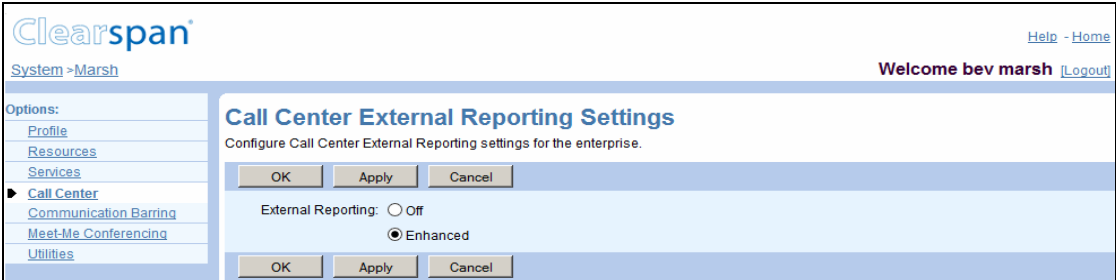 Clearspan
Help - Home
System >Marsh
Welcome bev marsh [Logout]
Options:
Profile
Resources
Services
Call Center
Communication Barring
Meet-Me Conferencing
Utilities
Call Center External Reporting Settings
Configure Call Center External Reporting settings for the enterprise.
OK Apply Cancel
External Reporting: Off
Enhanced
OK Apply Cancel